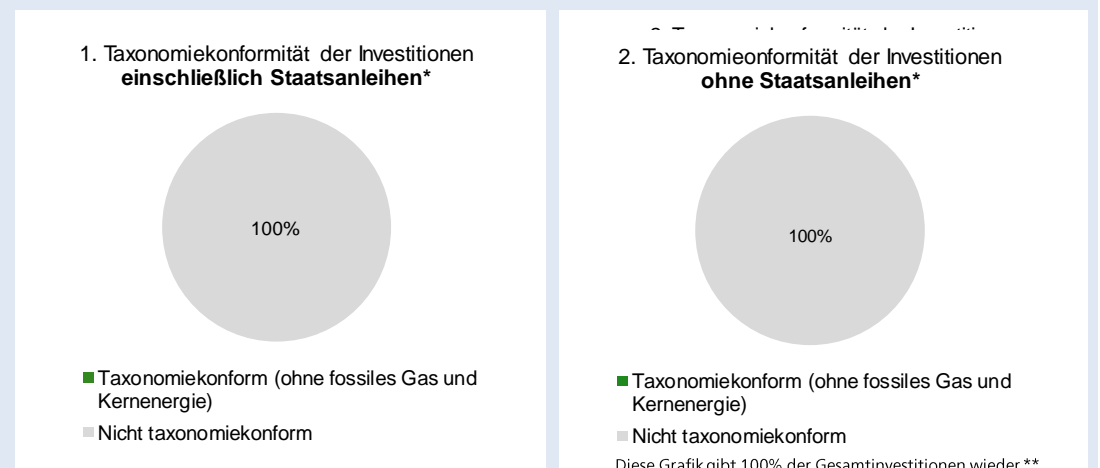 1. Taxonomiekonformität der Investitionen
einschließlich Staatsanleihen*
100%
Taxonomiekonform (ohne fossiles Gas und
Kernenergie)
Nicht taxonomiekonform
2. Taxonomieonformität der Investitionen
ohne Staatsanleihen*
100%
Taxonomiekonform (ohne fossiles Gas und
Kernenergie)
Nicht taxonomiekonform
Diese Grafik gibt 100% der Gesamtinvestitionen wieder.**